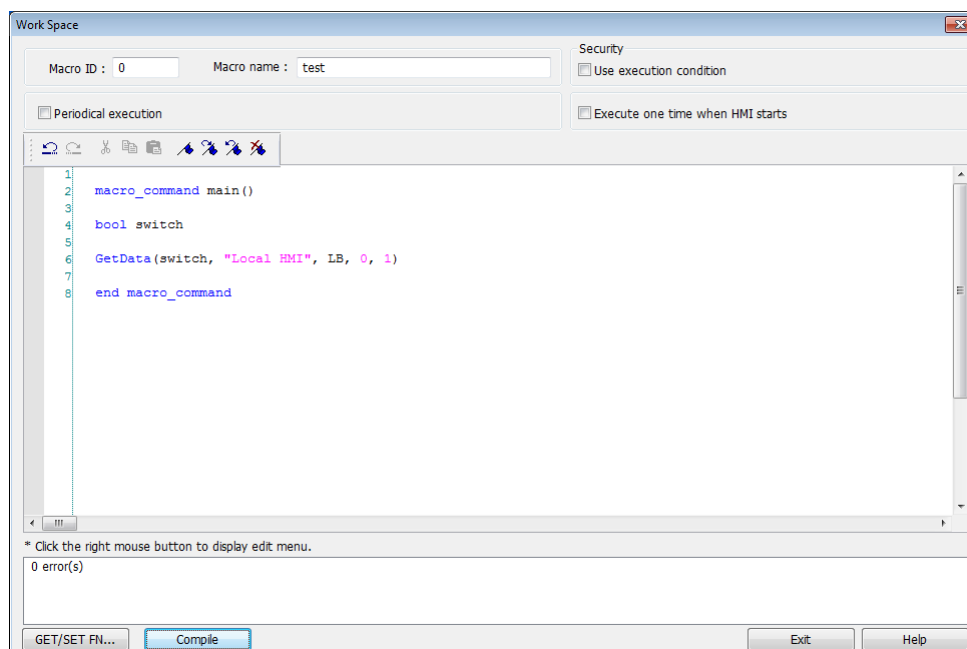 Work Space
Security
Macro ID : 0 Macro name : test
Use execution condition
Periodical execution
Execute one time when HMI starts
1
2 macro_command main()
3
4 bool switch
5
6 GetData(switch, "Local HMI", LB, 0, 1)
7
8 end macro_command
* Click the right mouse button to display edit menu.
0 error(s)
GET/SET FN... Compile Exit Help